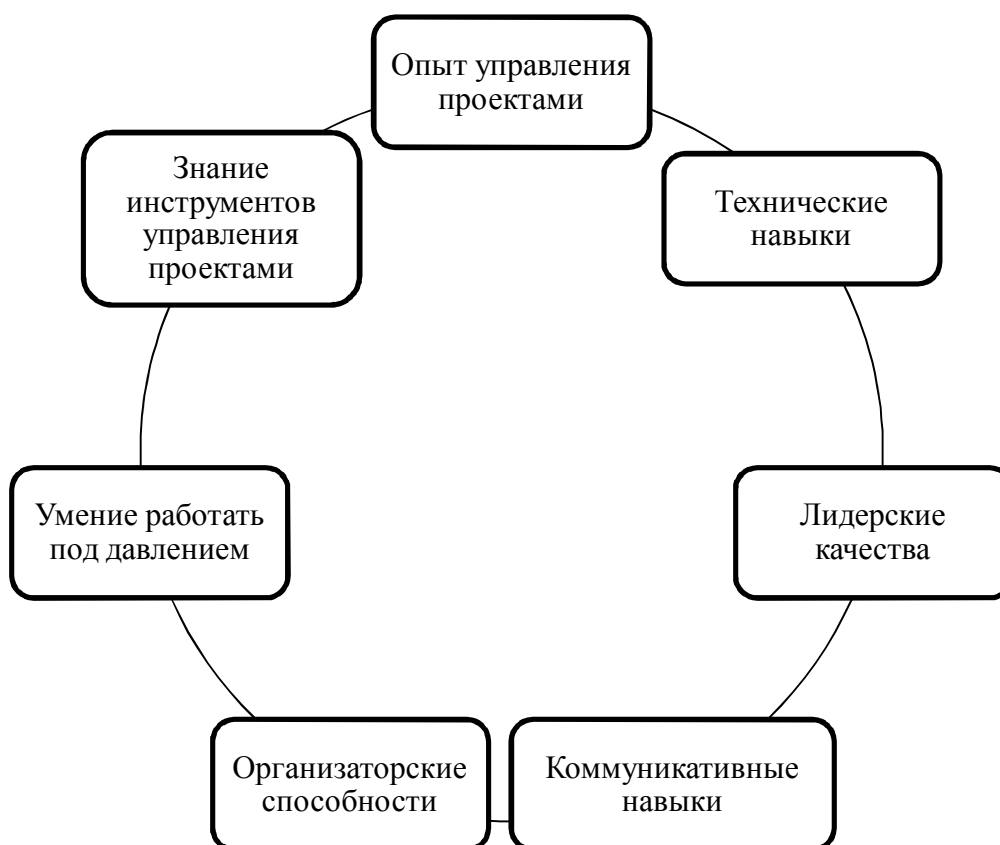 Опыт управления
проектами
Технические
навыки
Лидерские
качества
Коммуникативные
навыки
Организаторские
способности
Умение работать
под давлением
Знание
инструментов
управления
проектами